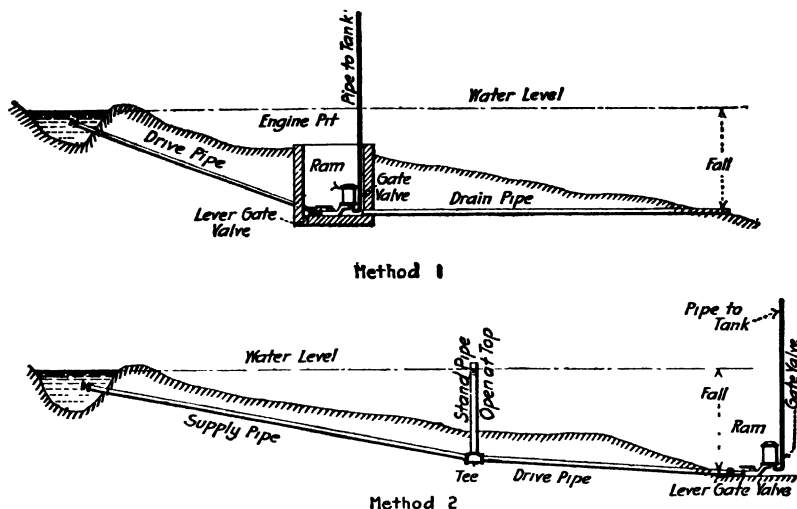 Pipe to Tank
Water Level
Engine Pit
Drive Pipe
Ram
Fall
Gate
Valve
Drain Pipe
Lever Gate
Valve
Method 1
Pipe to
Tank
Water Level
Stand Pipe
Open at Top
Gate Valve
Fall
Ram
Supply Pipe
Tee
Drive Pipe
Lever Gate Valve
Method 2